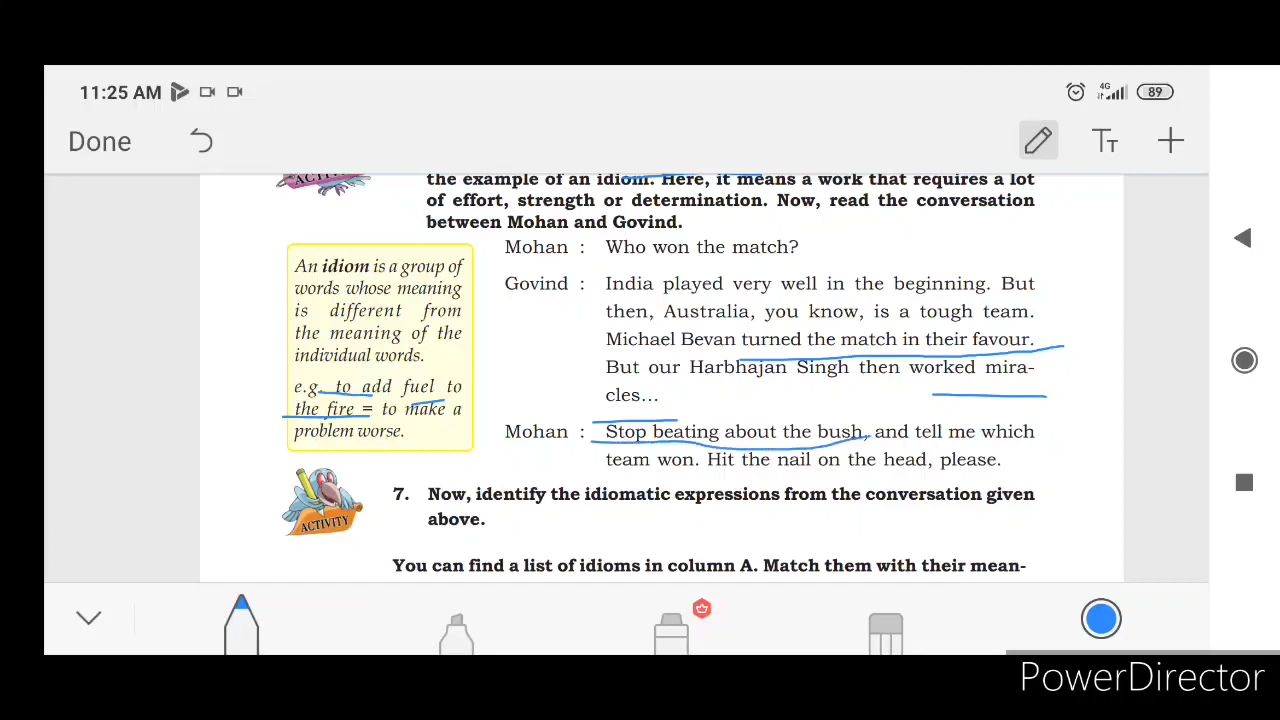 11:25 AM
4G
89
Done
TT
ACTIVITY
the example of an idiom. Here, it means a work that requires a lot
of effort, strength or determination. Now, read the conversation
between Mohan and Govind.
An idiom is a group of
words whose meaning
is different from
the meaning of the
individual words.
e.g. to add fuel to
the fire = to make a
problem worse.
Mohan : Who won the match?
Govind : India played very well in the beginning. But
then, Australia, you know, is a tough team.
Michael Bevan turned the match in their favour.
But our Harbhajan Singh then worked mira-
cles...
Mohan : Stop beating about the bush, and tell me which
team won. Hit the nail on the head, please.
ACTIVITY
7. Now, identify the idiomatic expressions from the conversation given
above.
You can find a list of idioms in column A. Match them with their mean-
PowerDirector